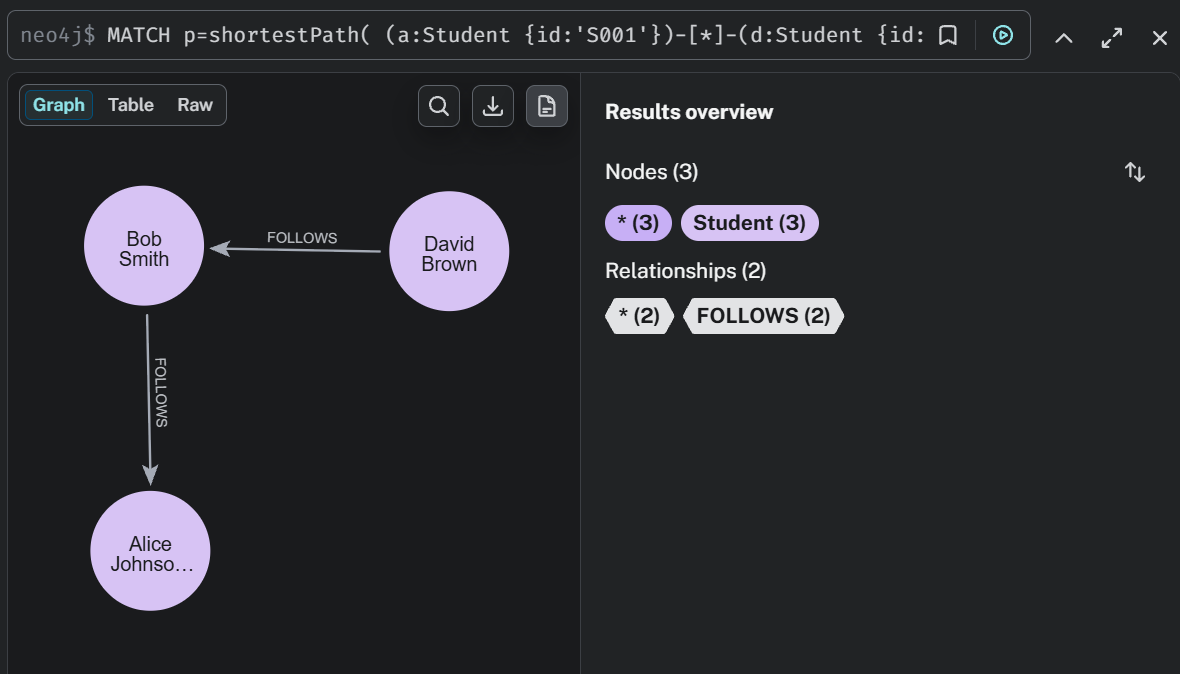 neo4j$ MATCH p=shortestPath( (a:Student {id:'S001'})-[*]-(d:Student {id:
Graph Table Raw
Results overview
Nodes (3)
* (3) Student (3)
Relationships (2)
* (2) FOLLOWS (2)
Bob
Smith
FOLLOWS
David
Brown
FOLLOWS
Alice
Johnso…